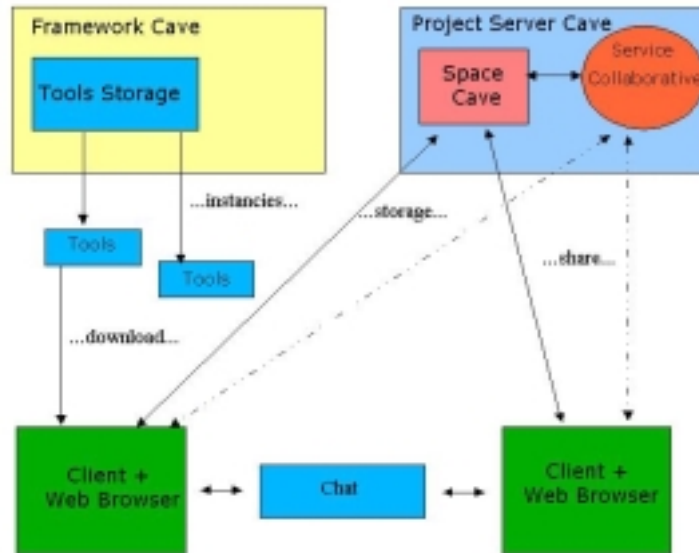 Framework Cave
Project Server Cave
Tools Storage
Space
Cave
Service
Collaborative
...instancies...
...storage...
Tools
Tools
...share...
...download...
Client +
Web Browser
Chat
Client +
Web Browser